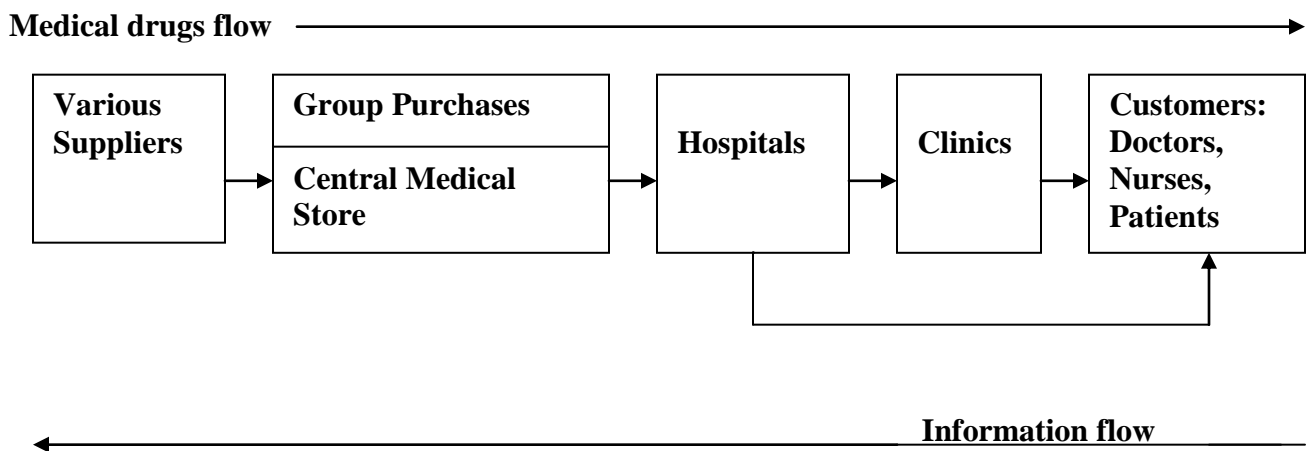 Medical drugs flow
Various
Suppliers
Group Purchases
Central Medical
Store
Hospitals
Clinics
Customers:
Doctors,
Nurses,
Patients
Information flow